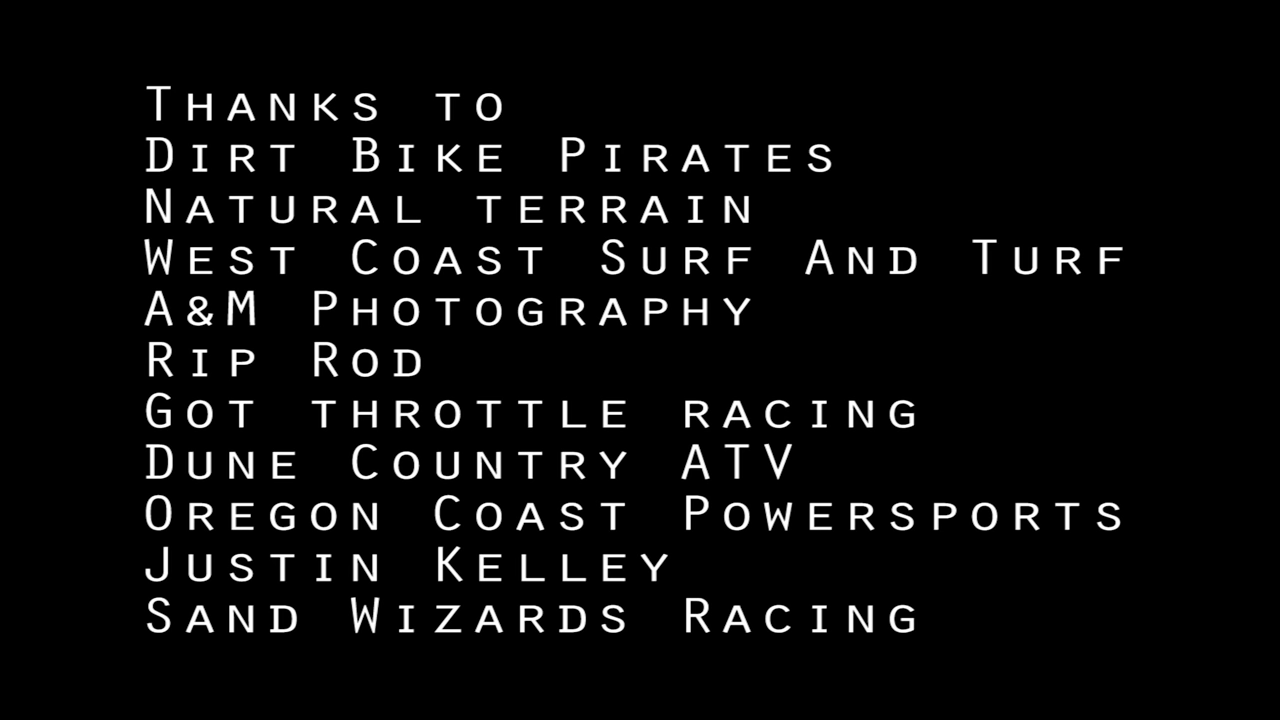 Thanks to
Dirt Bike Pirates
Natural terrain
West Coast Surf And Turf
A&M Photography
Rip Rod
Got throttle racing
Dune Country ATV
Oregon Coast Powersports
Justin Kelley
Sand Wizards Racing